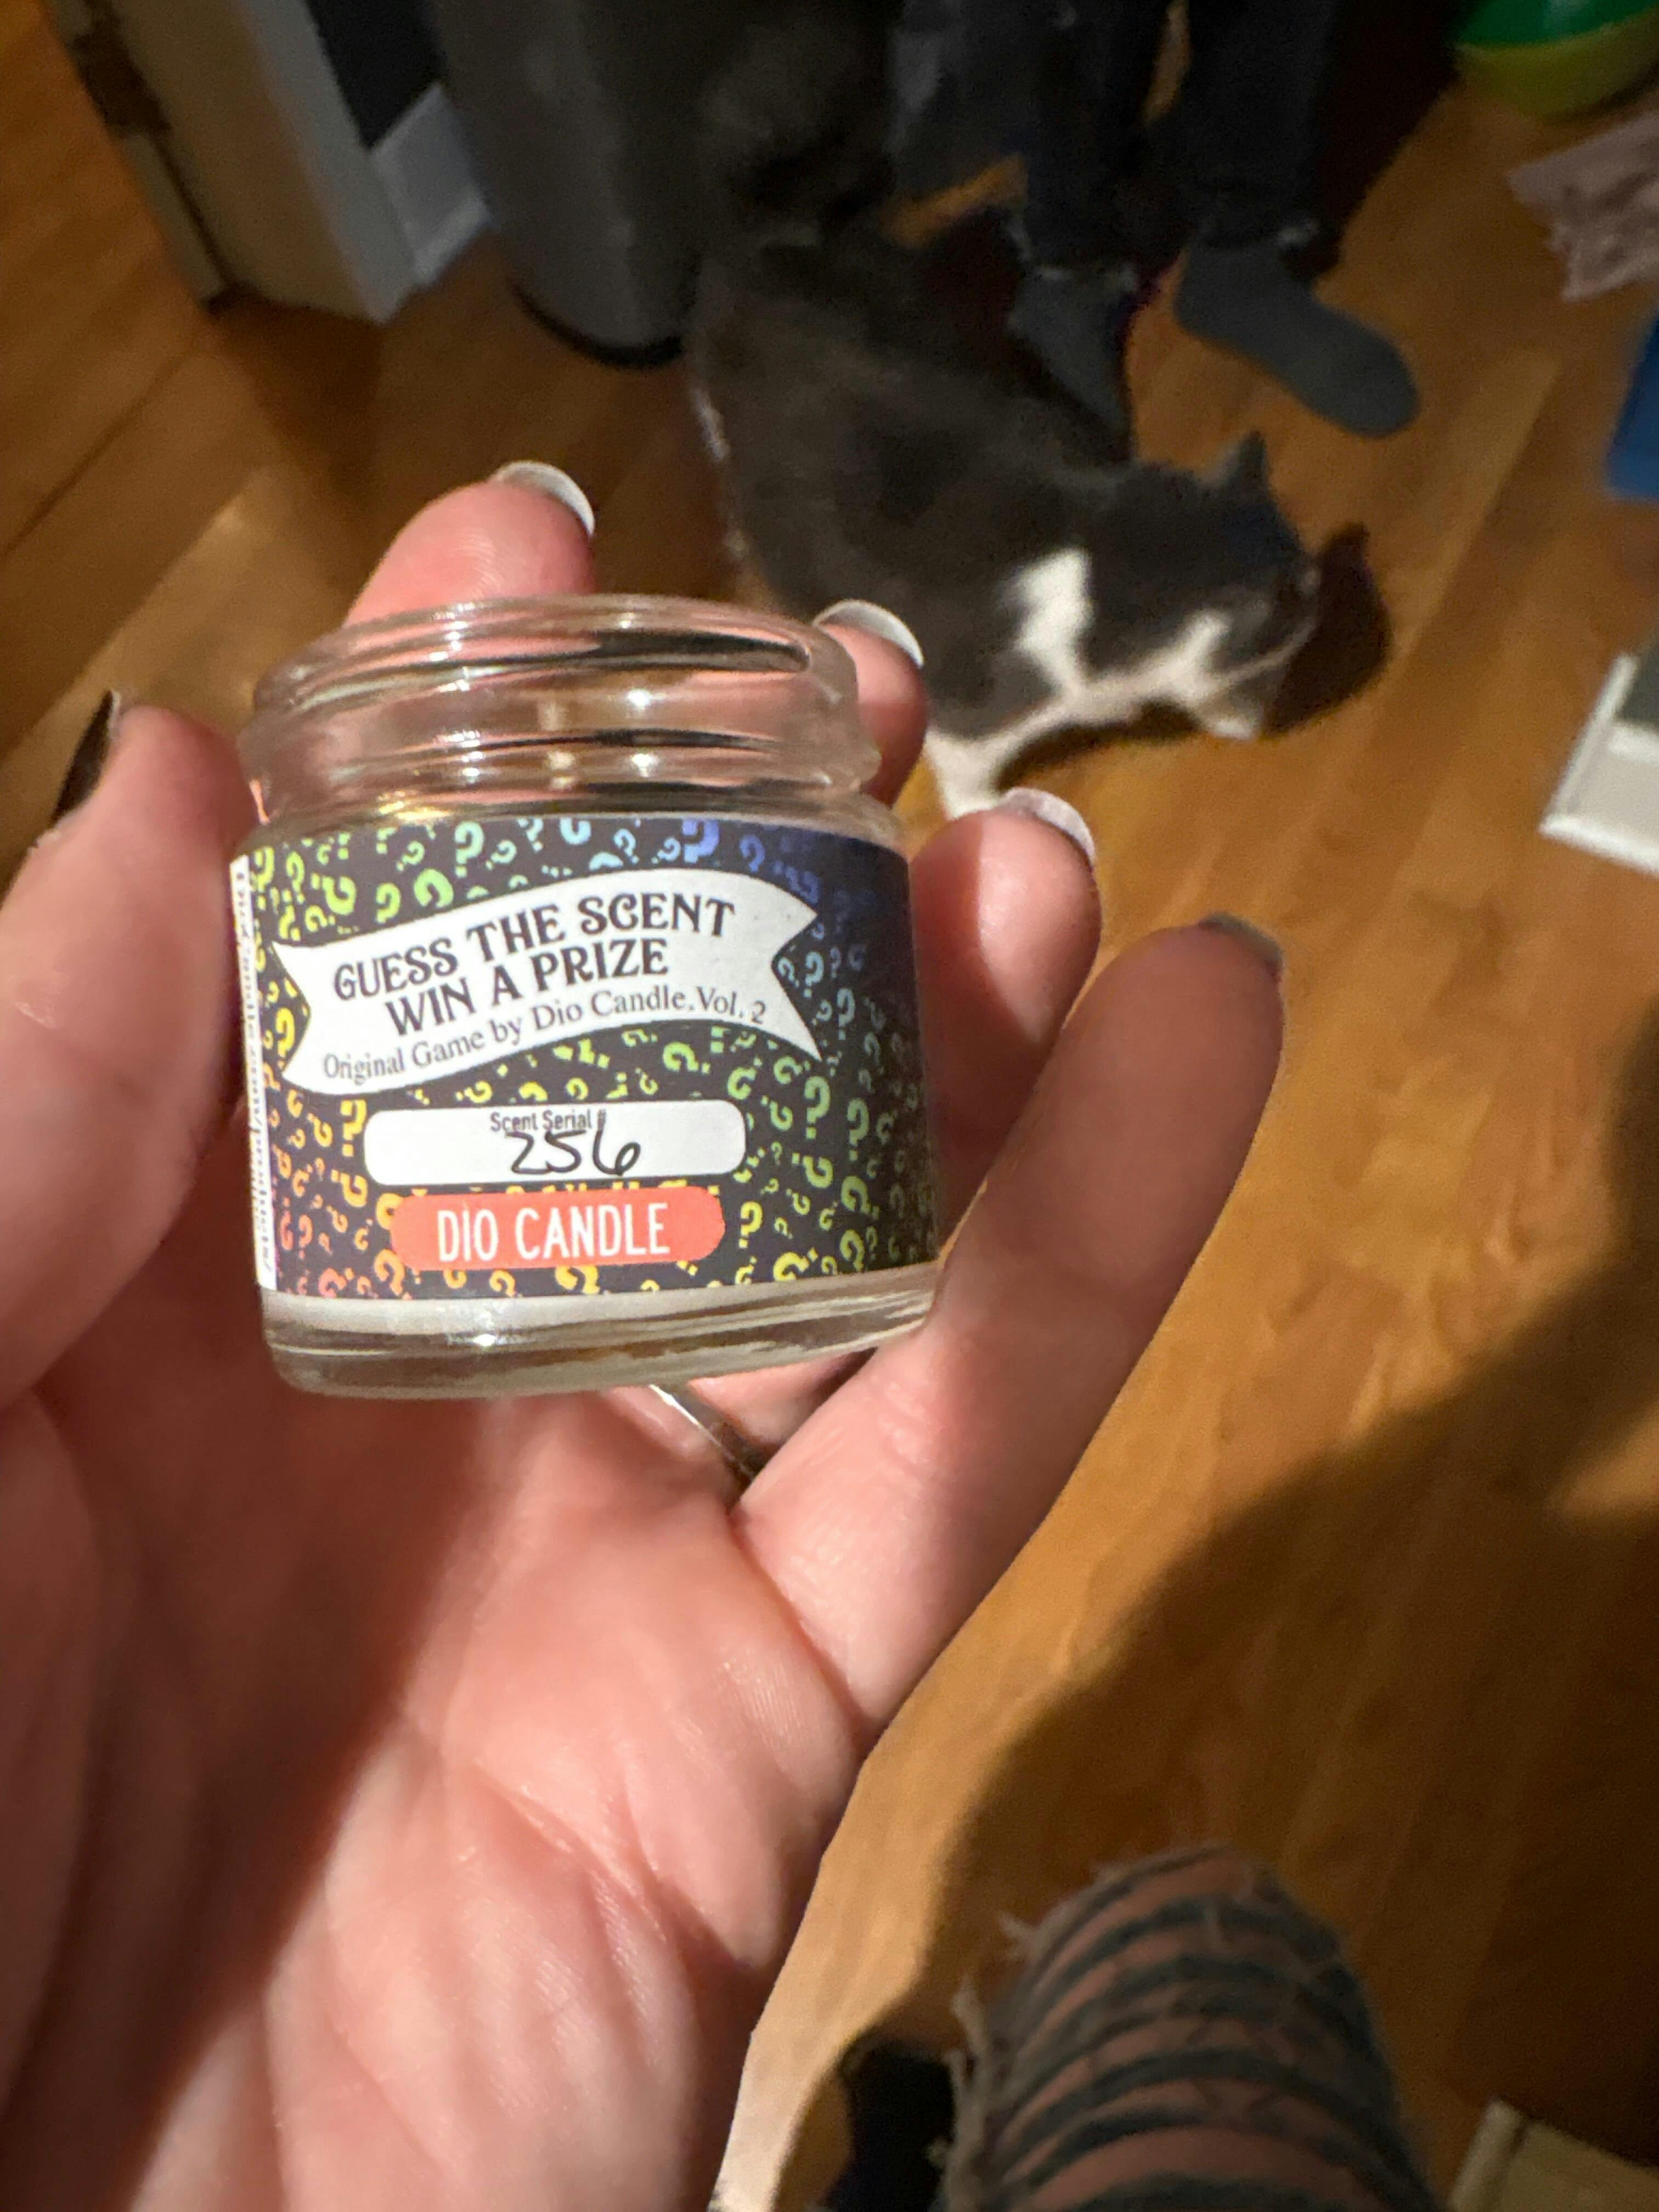 GUESS THE SCENT
WIN A PRIZE
Original Game by Dio Candle. Vol. 2
Scent Serial #
256
DIO CANDLE